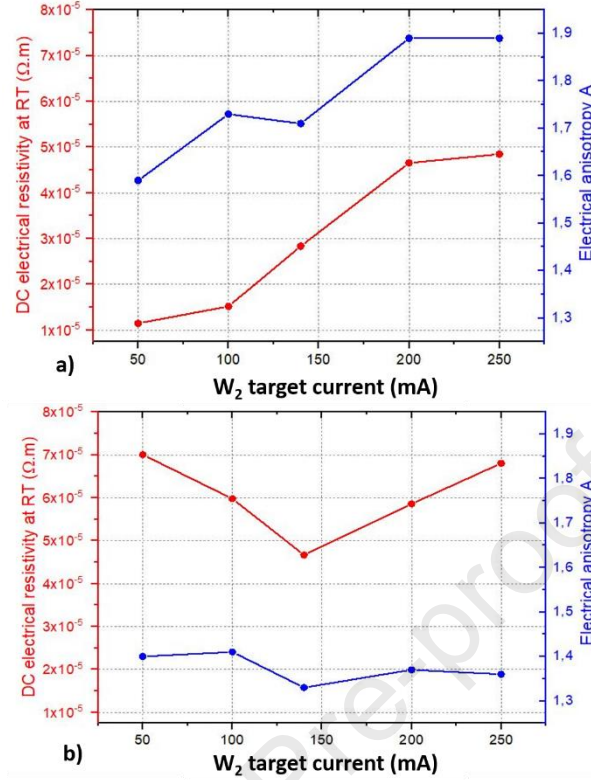 DC electrical resistivity at RT (Ω.m)
8x10⁻⁵
7x10⁻⁵
6x10⁻⁵
5x10⁻⁵
4x10⁻⁵
3x10⁻⁵
2x10⁻⁵
1x10⁻⁵
1,9
1,8
1,7
1,6
1,5
1,4
1,3
Electrical anisotropy A
50 100 150 200 250
a)
W₂ target current (mA)
DC electrical resistivity at RT (Ω.m)
8x10⁻⁵
7x10⁻⁵
6x10⁻⁵
5x10⁻⁵
4x10⁻⁵
3x10⁻⁵
2x10⁻⁵
1x10⁻⁵
1,9
1,8
1,7
1,6
1,5
1,4
1,3
Electrical anisotropy A
50 100 150 200 250
b)
W₂ target current (mA)
Pre-proof